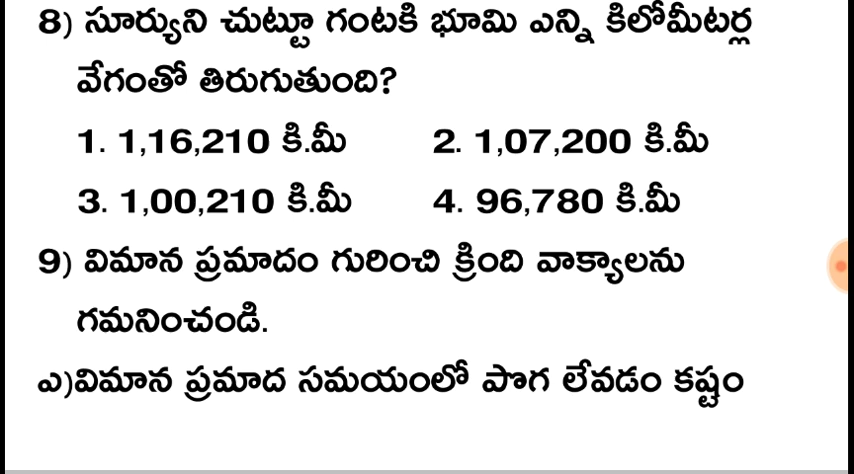 8) సూర్యుని చుట్టూ గంటకి భూమి ఎన్ని కిలోమీటర్ల
వేగంతో తిరుగుతుంది?
1. 1,16,210 కి.మీ 2. 1,07,200 కి.మీ
3. 1,00,210 కి.మీ 4. 96,780 కి.మీ
9) విమాన ప్రమాదం గురించి క్రింది వాక్యాలను
గమనించండి.
ఎ)విమాన ప్రమాద సమయంలో పొగ లేవడం కష్టం